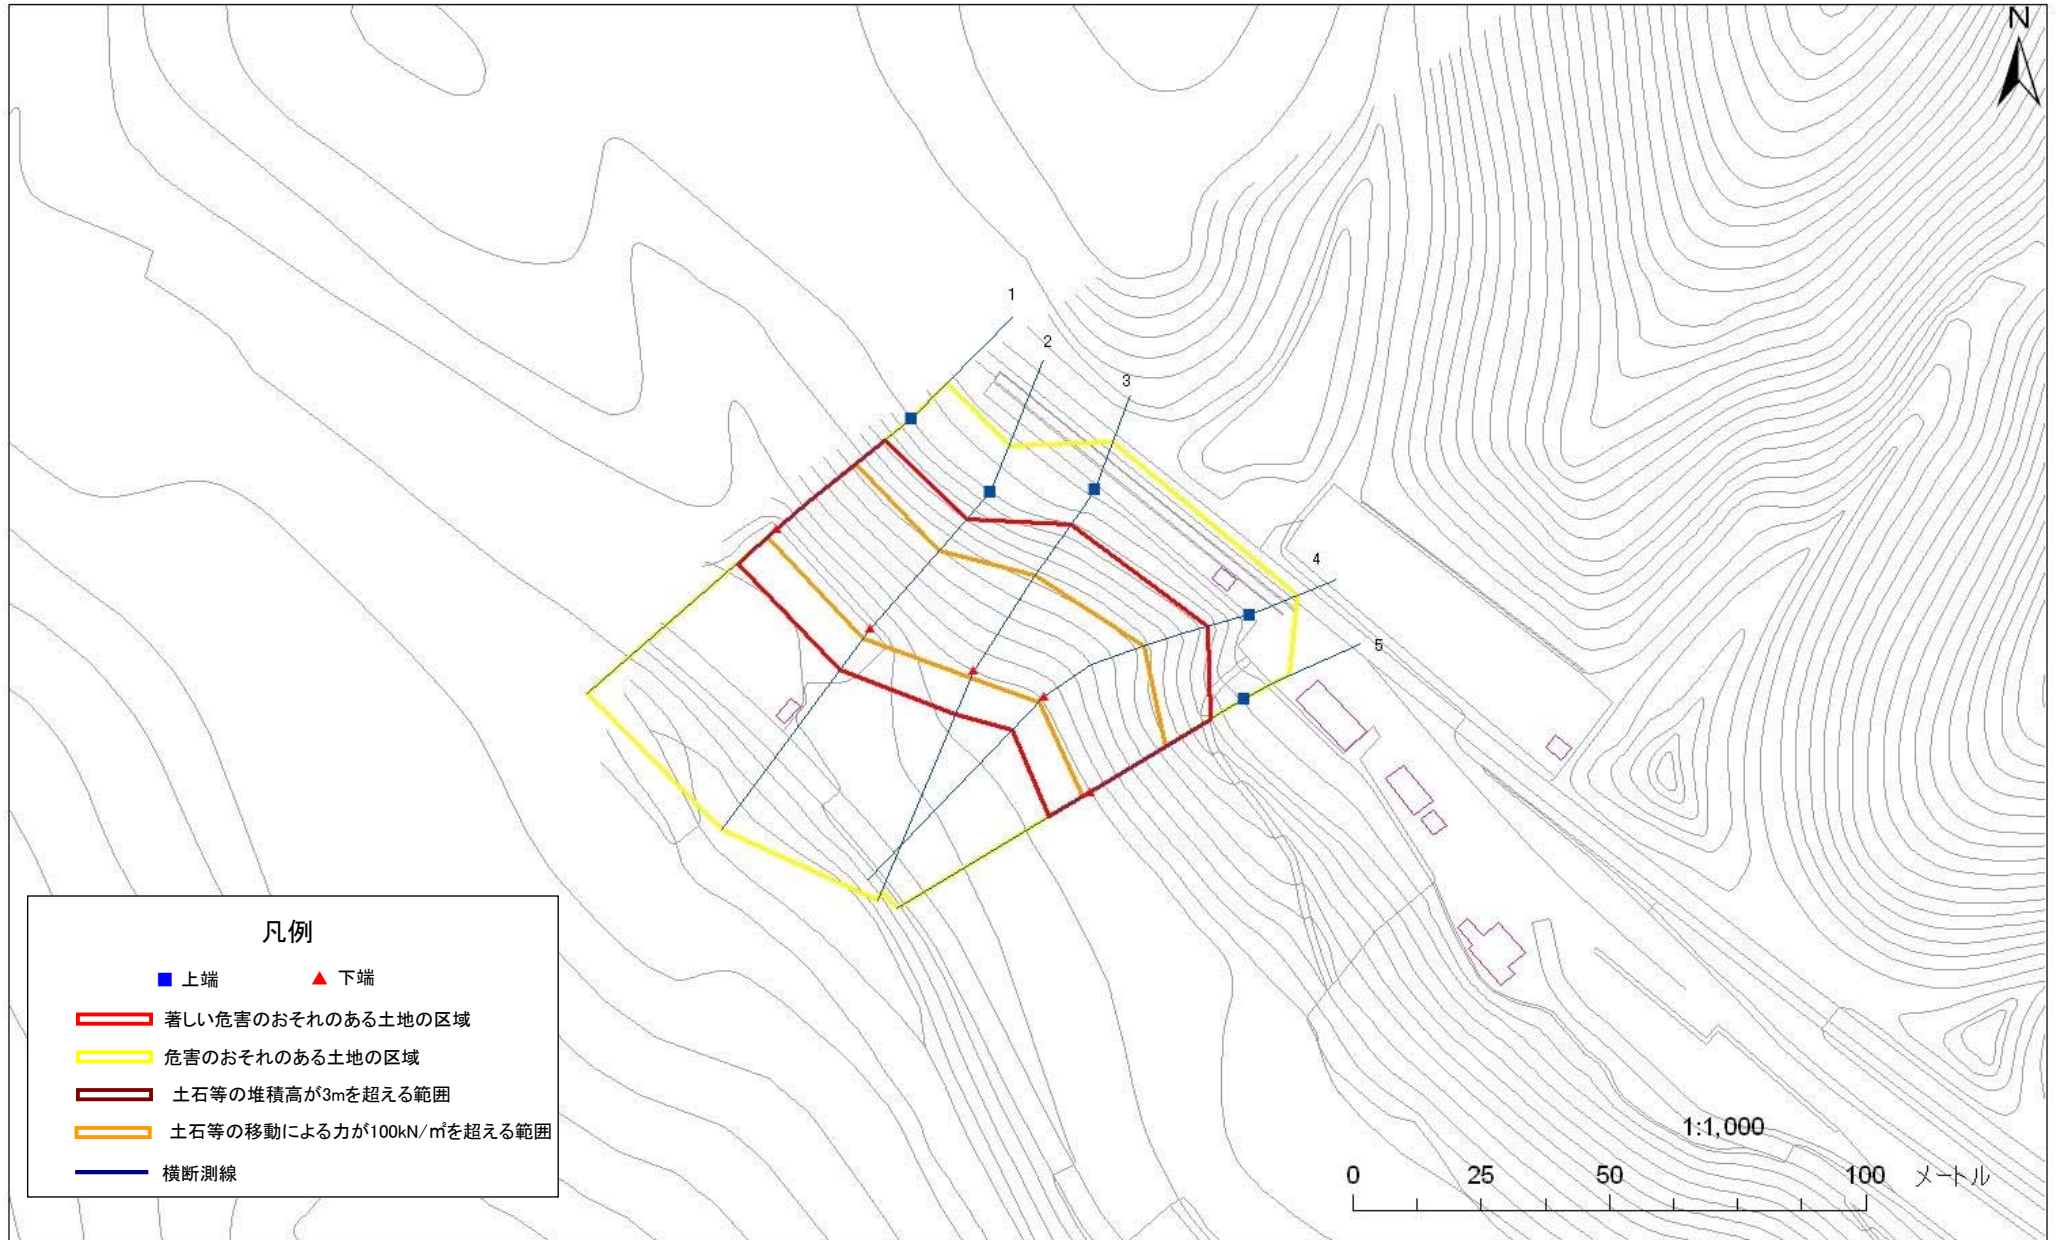 N
1
2
3
4
5
凡例
上端 下端
著しい危害のおそれのある土地の区域
危害のおそれのある土地の区域
土石等の堆積高が3mを超える範囲
土石等の移動による力が100kN/㎡を超える範囲
横断測線
1:1,000
0 25 50 100 メートル